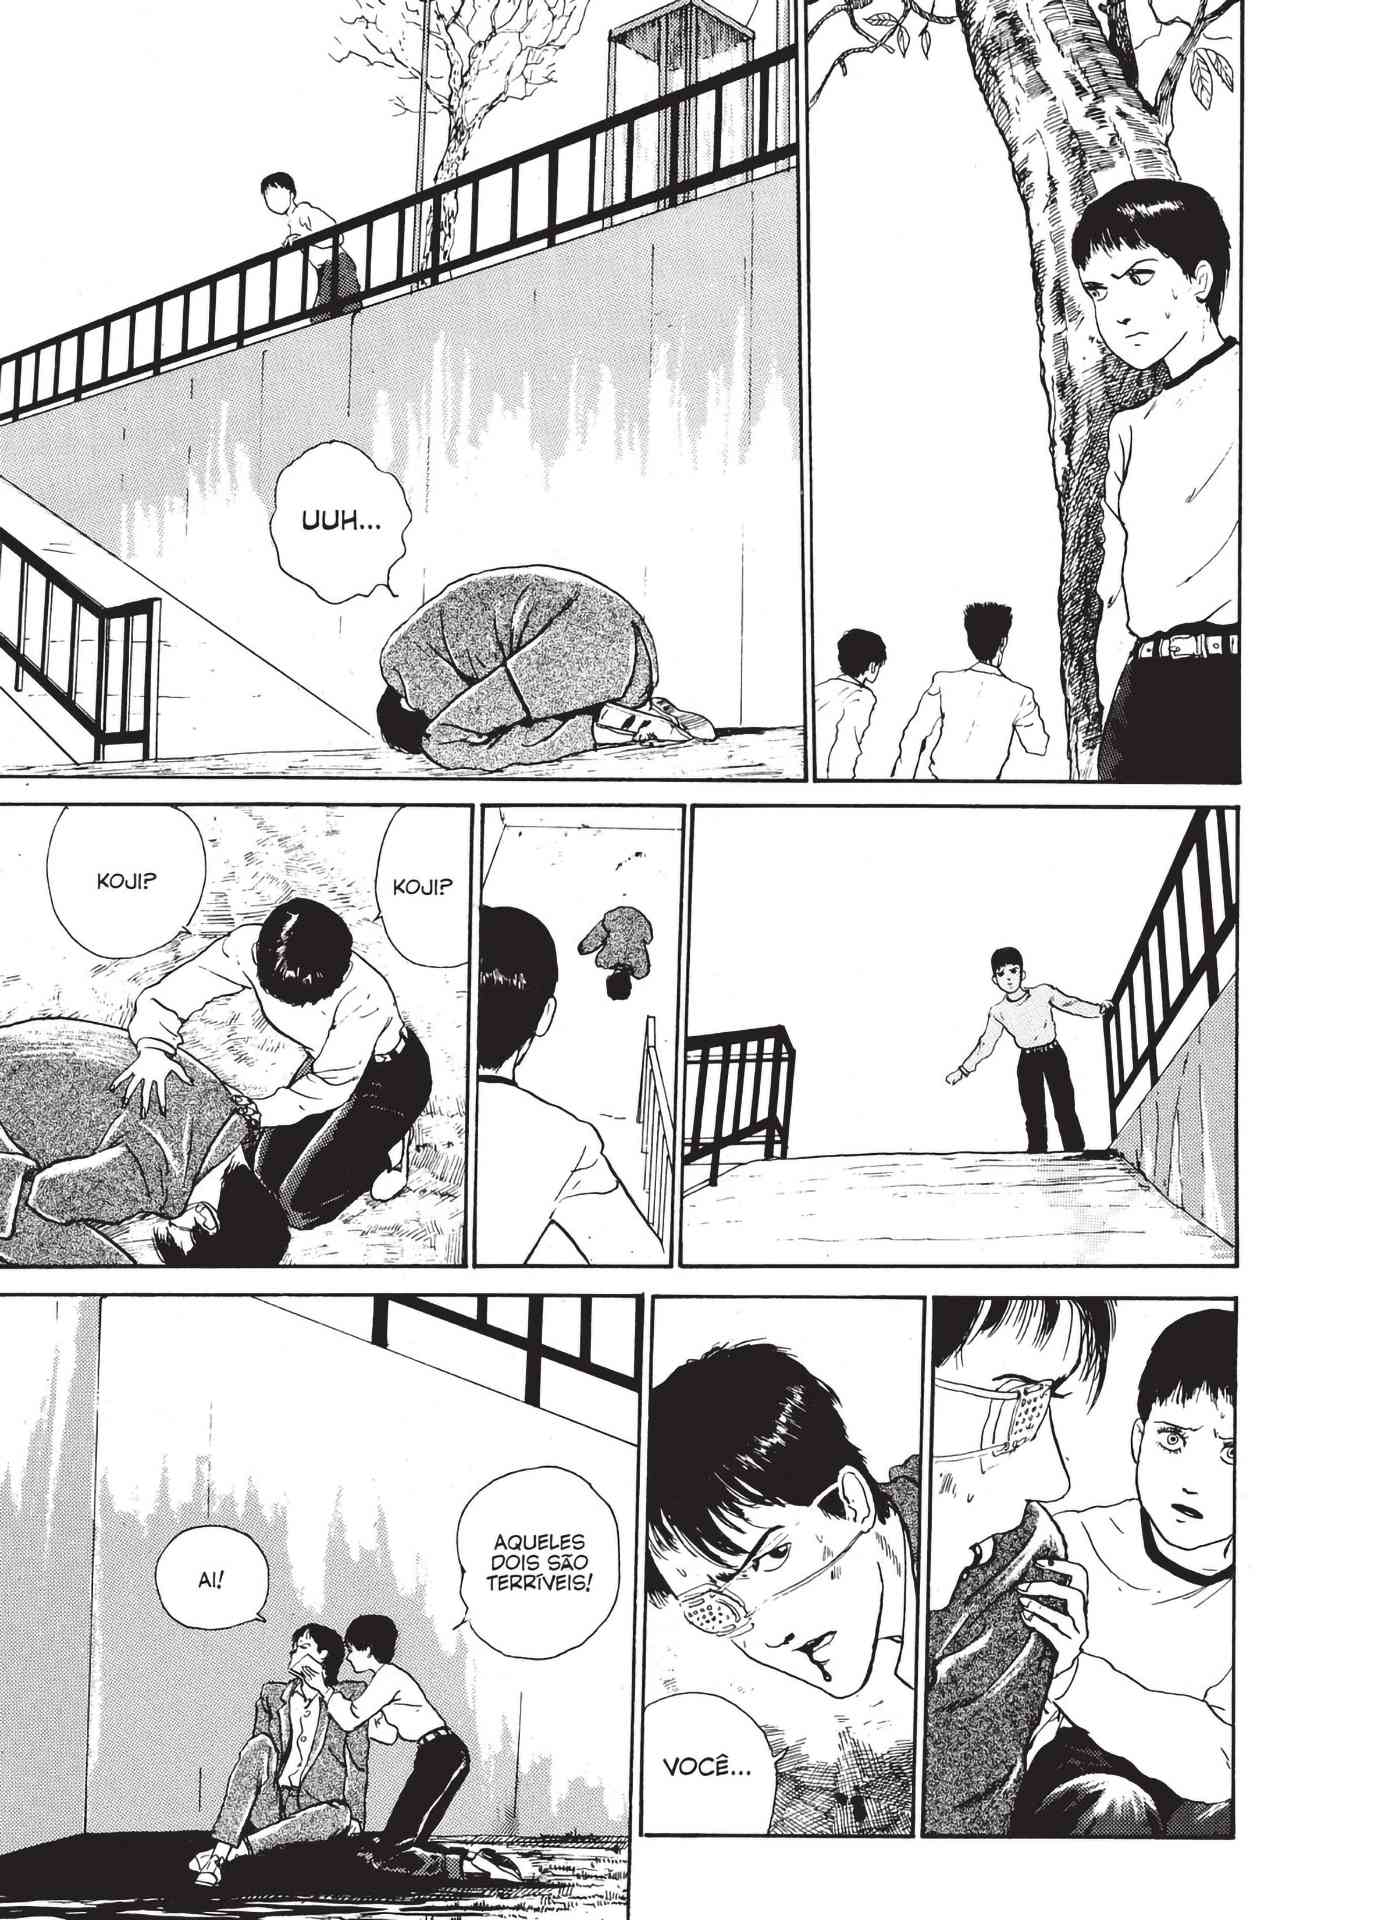 UUH...
KOJI?
KOJI?
VOCÊ...
AQUELES
DOIS SÃO
TERRÍVEIS!
AI!